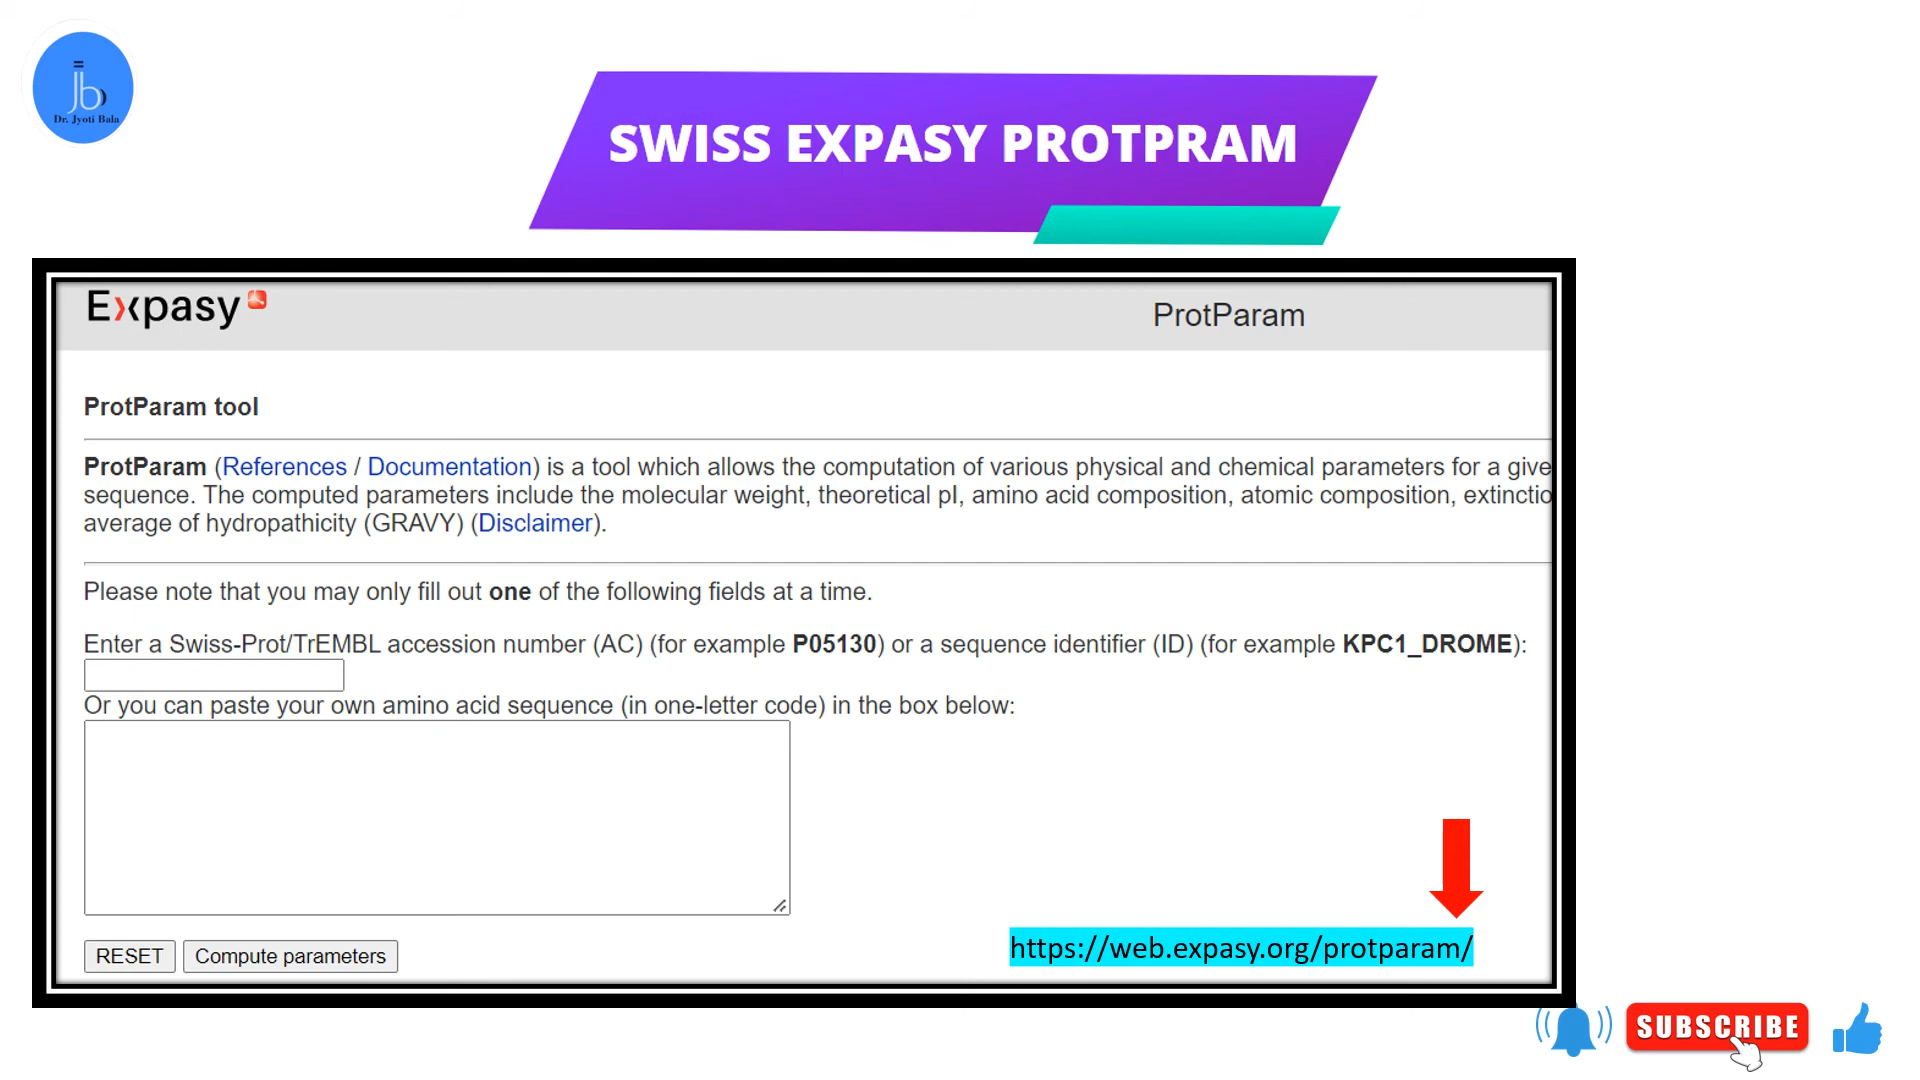 jb
Dr. Jyoti Bala
SWISS EXPASY PROTPRAM
Expasy
ProtParam
ProtParam tool
ProtParam (References / Documentation) is a tool which allows the computation of various physical and chemical parameters for a give
sequence. The computed parameters include the molecular weight, theoretical pI, amino acid composition, atomic composition, extinctio
average of hydropathicity (GRAVY) (Disclaimer).
Please note that you may only fill out one of the following fields at a time.
Enter a Swiss-Prot/TrEMBL accession number (AC) (for example P05130) or a sequence identifier (ID) (for example KPC1_DROME):
Or you can paste your own amino acid sequence (in one-letter code) in the box below:
RESET Compute parameters
https://web.expasy.org/protparam/
SUBSCRIBE